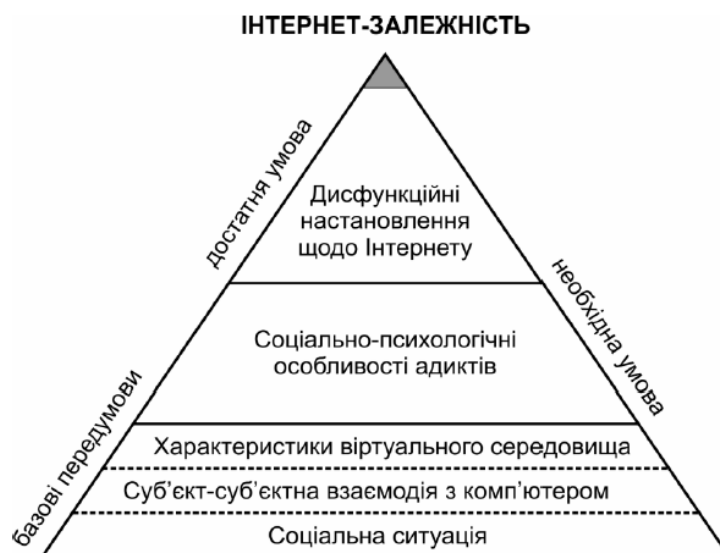 ІНТЕРНЕТ-ЗАЛЕЖНІСТЬ
достатня умова
Дисфункційні
настановлення
щодо Інтернету
необхідна умова
Соціально-психологічні
особливості адиктів
базові передумови
Характеристики віртуального середовища
Суб’єкт-суб’єктна взаємодія з комп’ютером
Соціальна ситуація